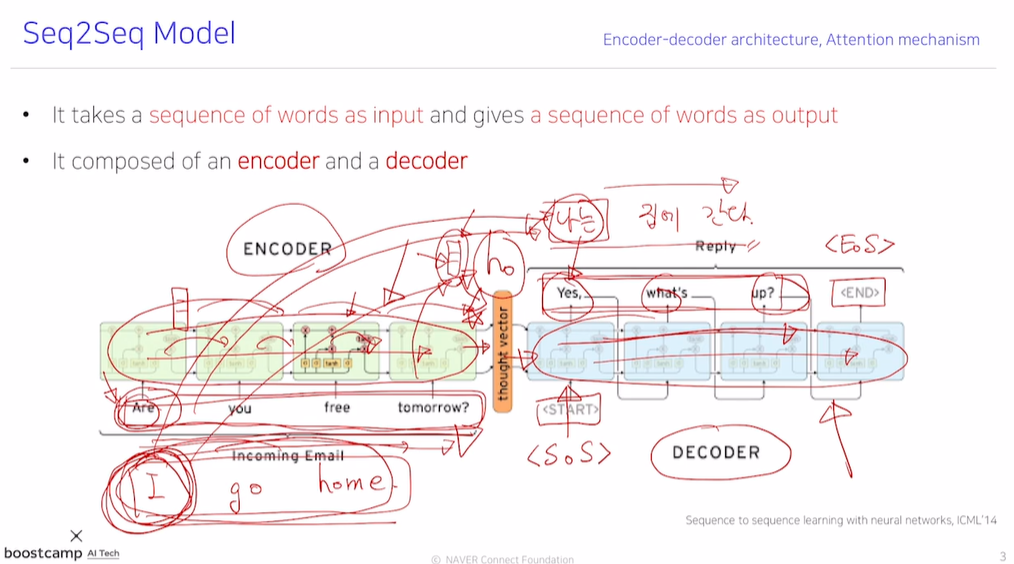 Seq2Seq Model
Encoder-decoder architecture, Attention mechanism
• It takes a sequence of words as input and gives a sequence of words as output
• It composed of an encoder and a decoder
나는 집에 간다.
ENCODER
Reply
<EoS>
h₀
Yes, what's up? <END>
thought vector
Are you free tomorrow?
<START>
Incoming Email
<SoS>
DECODER
I go home.
Sequence to sequence learning with neural networks, ICML'14
boostcamp AI Tech
© NAVER Connect Foundation
3